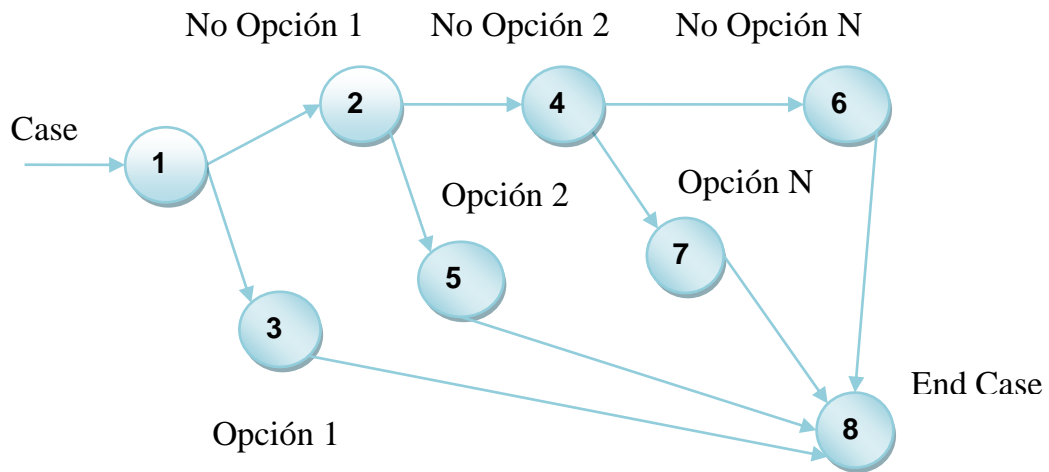 No Opción 1
No Opción 2
No Opción N
2
4
6
Case
1
Opción 2
Opción N
7
5
3
End Case
Opción 1
8